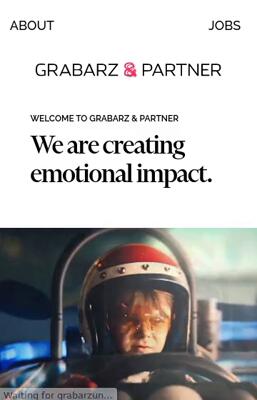 ABOUT JOBS
GRABARZ & PARTNER
WELCOME TO GRABARZ & PARTNER
We are creating
emotional impact.
Waiting for grabarzun...